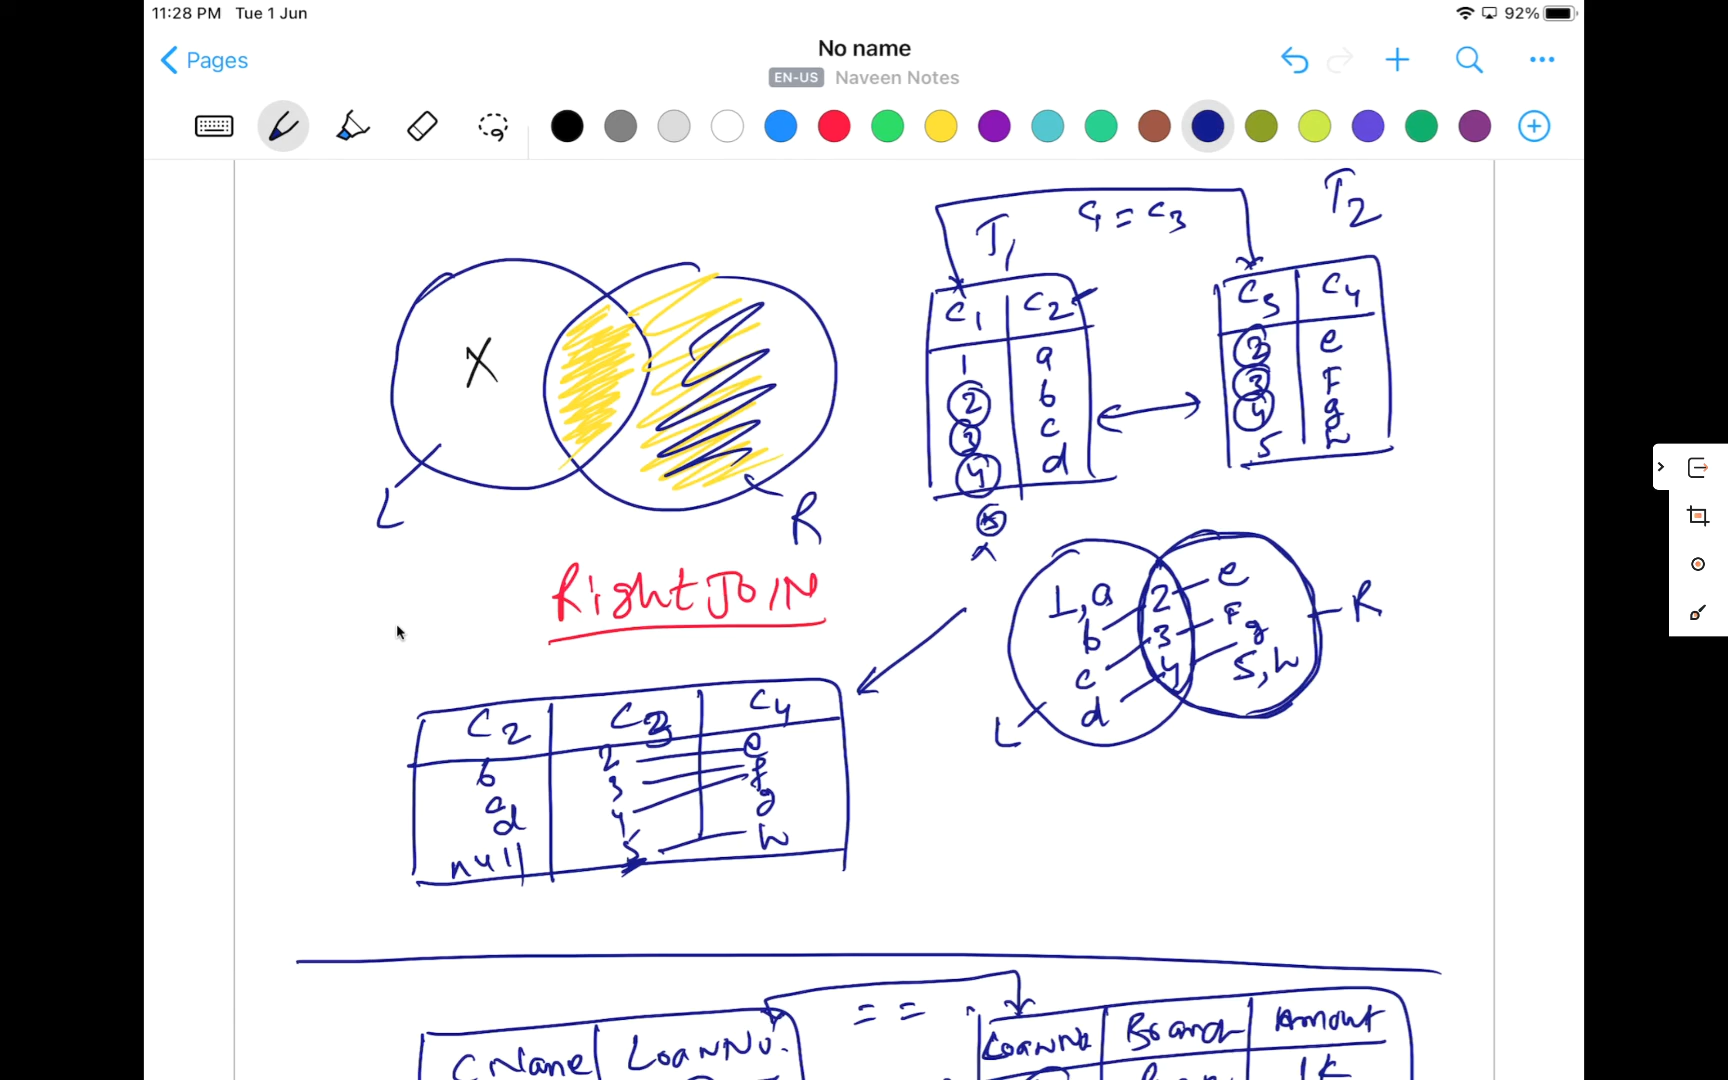 11:28 PM Tue 1 Jun
92%
Pages
No name
EN-US Naveen Notes
T1
C1 = C3
T2
C1 C2
1 a
2 b
3 c
4 d
5
x
C3 C4
2 e
3 F
4 g
5 h
X
L
R
Right JOIN
1, a 2 e
b 3 F
c 4 g
d 5, h
L
R
C2 C3 C4
b 2 e
c 3 f
d 4 g
null 5 h
= =
CName LoanNo.
LoanNo Branch Amount
1K